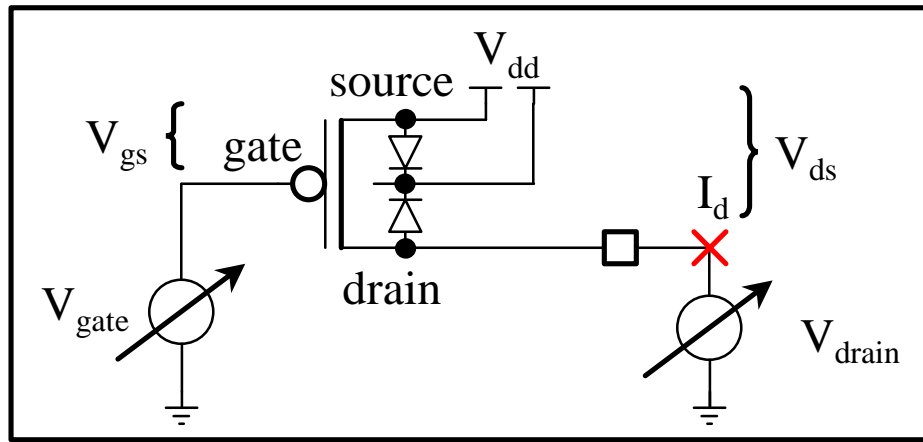 V_dd
source
V_gs
gate
V_ds
I_d
drain
V_gate
V_drain